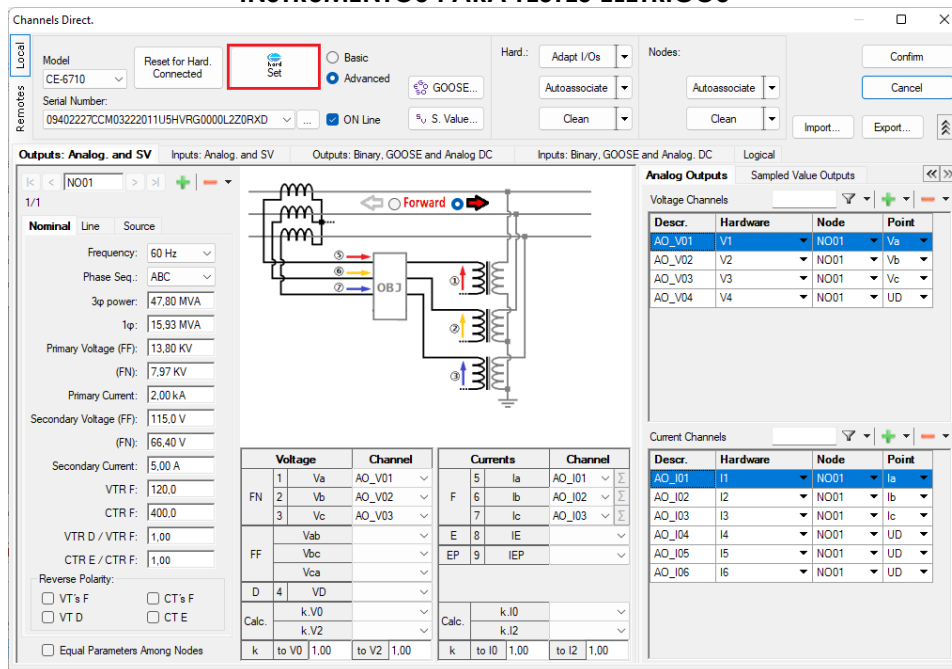 INSTRUMENTOS PARA TESTES ELÉTRICOS
Channels Direct.
Local
Remotes
Model
CE-6710
Reset for Hard.
Connected
Hard
Set
Basic
Advanced
Serial Number:
09402227CCM03222011U5HVRG0000L2Z0RXD
...
ON Line
GOOSE...
S. Value...
Hard.:
Adapt I/Os
Autoassociate
Clean
Nodes:
Autoassociate
Clean
Import...
Export...
Confirm
Cancel
Outputs: Analog. and SV
Inputs: Analog. and SV
Outputs: Binary, GOOSE and Analog DC
Inputs: Binary, GOOSE and Analog. DC
Logical
NO01
1/1
Nominal Line Source
Frequency: 60 Hz
Phase Seq.: ABC
3φ power: 47,80 MVA
1φ: 15,93 MVA
Primary Voltage (FF): 13,80 KV
(FN): 7,97 KV
Primary Current: 2,00 kA
Secondary Voltage (FF): 115,0 V
(FN): 66,40 V
Secondary Current: 5,00 A
VTR F: 120,0
CTR F: 400,0
VTR D / VTR F: 1,00
CTR E / CTR F: 1,00
Reverse Polarity:
VT's F CT's F
VT D CT E
Equal Parameters Among Nodes
Forward
5
6
7
OBJ
1
2
3
Voltage Channel
FN
1 Va AO_V01
2 Vb AO_V02
3 Vc AO_V03
FF
Vab
Vbc
Vca
D 4 VD
Calc.
k.V0
k.V2
k to V0 1,00 to V2 1,00
Currents Channel
F
5 Ia AO_I01 Σ
6 Ib AO_I02 Σ
7 Ic AO_I03 Σ
E 8 IE
EP 9 IEP
Calc.
k.I0
k.I2
k to I0 1,00 to I2 1,00
Analog Outputs Sampled Value Outputs
Voltage Channels
Descr. Hardware Node Point
AO_V01 V1 NO01 Va
AO_V02 V2 NO01 Vb
AO_V03 V3 NO01 Vc
AO_V04 V4 NO01 UD
Current Channels
Descr. Hardware Node Point
AO_I01 I1 NO01 Ia
AO_I02 I2 NO01 Ib
AO_I03 I3 NO01 Ic
AO_I04 I4 NO01 UD
AO_I05 I5 NO01 UD
AO_I06 I6 NO01 UD